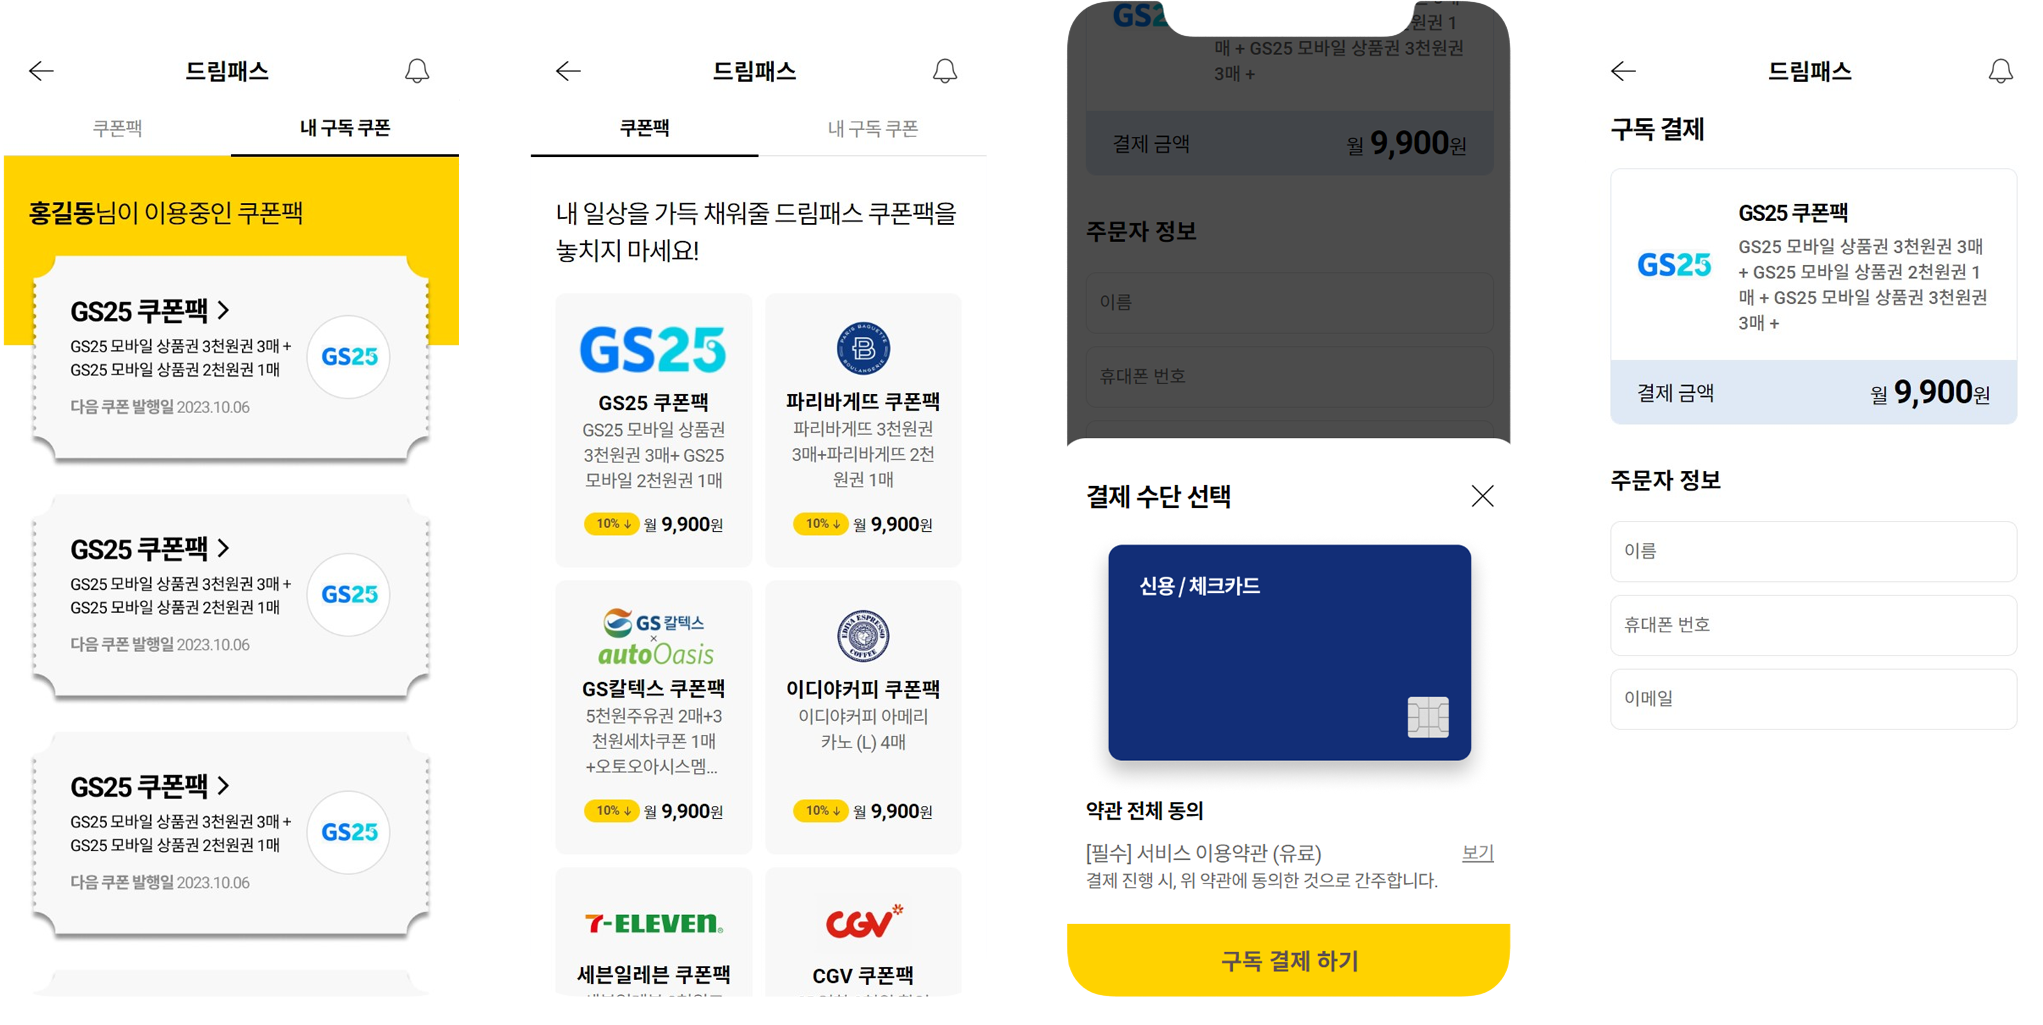 드림패스
쿠폰팩
내 구독 쿠폰
홍길동님이 이용중인 쿠폰팩
GS25 쿠폰팩
GS25 모바일 상품권 3천원권 3매 +
GS25 모바일 상품권 2천원권 1매
다음 쿠폰 발행일 2023.10.06
GS25
GS25 쿠폰팩
GS25 모바일 상품권 3천원권 3매 +
GS25 모바일 상품권 2천원권 1매
다음 쿠폰 발행일 2023.10.06
GS25
GS25 쿠폰팩
GS25 모바일 상품권 3천원권 3매 +
GS25 모바일 상품권 2천원권 1매
다음 쿠폰 발행일 2023.10.06
GS25
드림패스
쿠폰팩
내 구독 쿠폰
내 일상을 가득 채워줄 드림패스 쿠폰팩을
놓치지 마세요!
GS25
GS25 쿠폰팩
GS25 모바일 상품권
3천원권 3매+ GS25
모바일 2천원권 1매
10% ↓ 월 9,900원
PARIS BAGUETTE
B
BOULANGERIE
파리바게뜨 쿠폰팩
파리바게뜨 3천원권
3매+파리바게뜨 2천
원권 1매
10% ↓ 월 9,900원
GS칼텍스
×
autoOasis
GS칼텍스 쿠폰팩
5천원주유권 2매+3
천원세차쿠폰 1매
+오토오아시스멤...
10% ↓ 월 9,900원
EDIYA ESPRESSO
COFFEE
이디야커피 쿠폰팩
이디야커피 아메리
카노 (L) 4매
10% ↓ 월 9,900원
7-ELEVEN
세븐일레븐 쿠폰팩
CGV
CGV 쿠폰팩
GS2
원권 1
매 + GS25 모바일 상품권 3천원권
3매 +
결제 금액
월 9,900원
주문자 정보
이름
휴대폰 번호
결제 수단 선택
신용 / 체크카드
약관 전체 동의
[필수] 서비스 이용약관 (유료)
보기
결제 진행 시, 위 약관에 동의한 것으로 간주합니다.
구독 결제 하기
드림패스
구독 결제
GS25
GS25 쿠폰팩
GS25 모바일 상품권 3천원권 3매
+ GS25 모바일 상품권 2천원권 1
매 + GS25 모바일 상품권 3천원권
3매 +
결제 금액
월 9,900원
주문자 정보
이름
휴대폰 번호
이메일